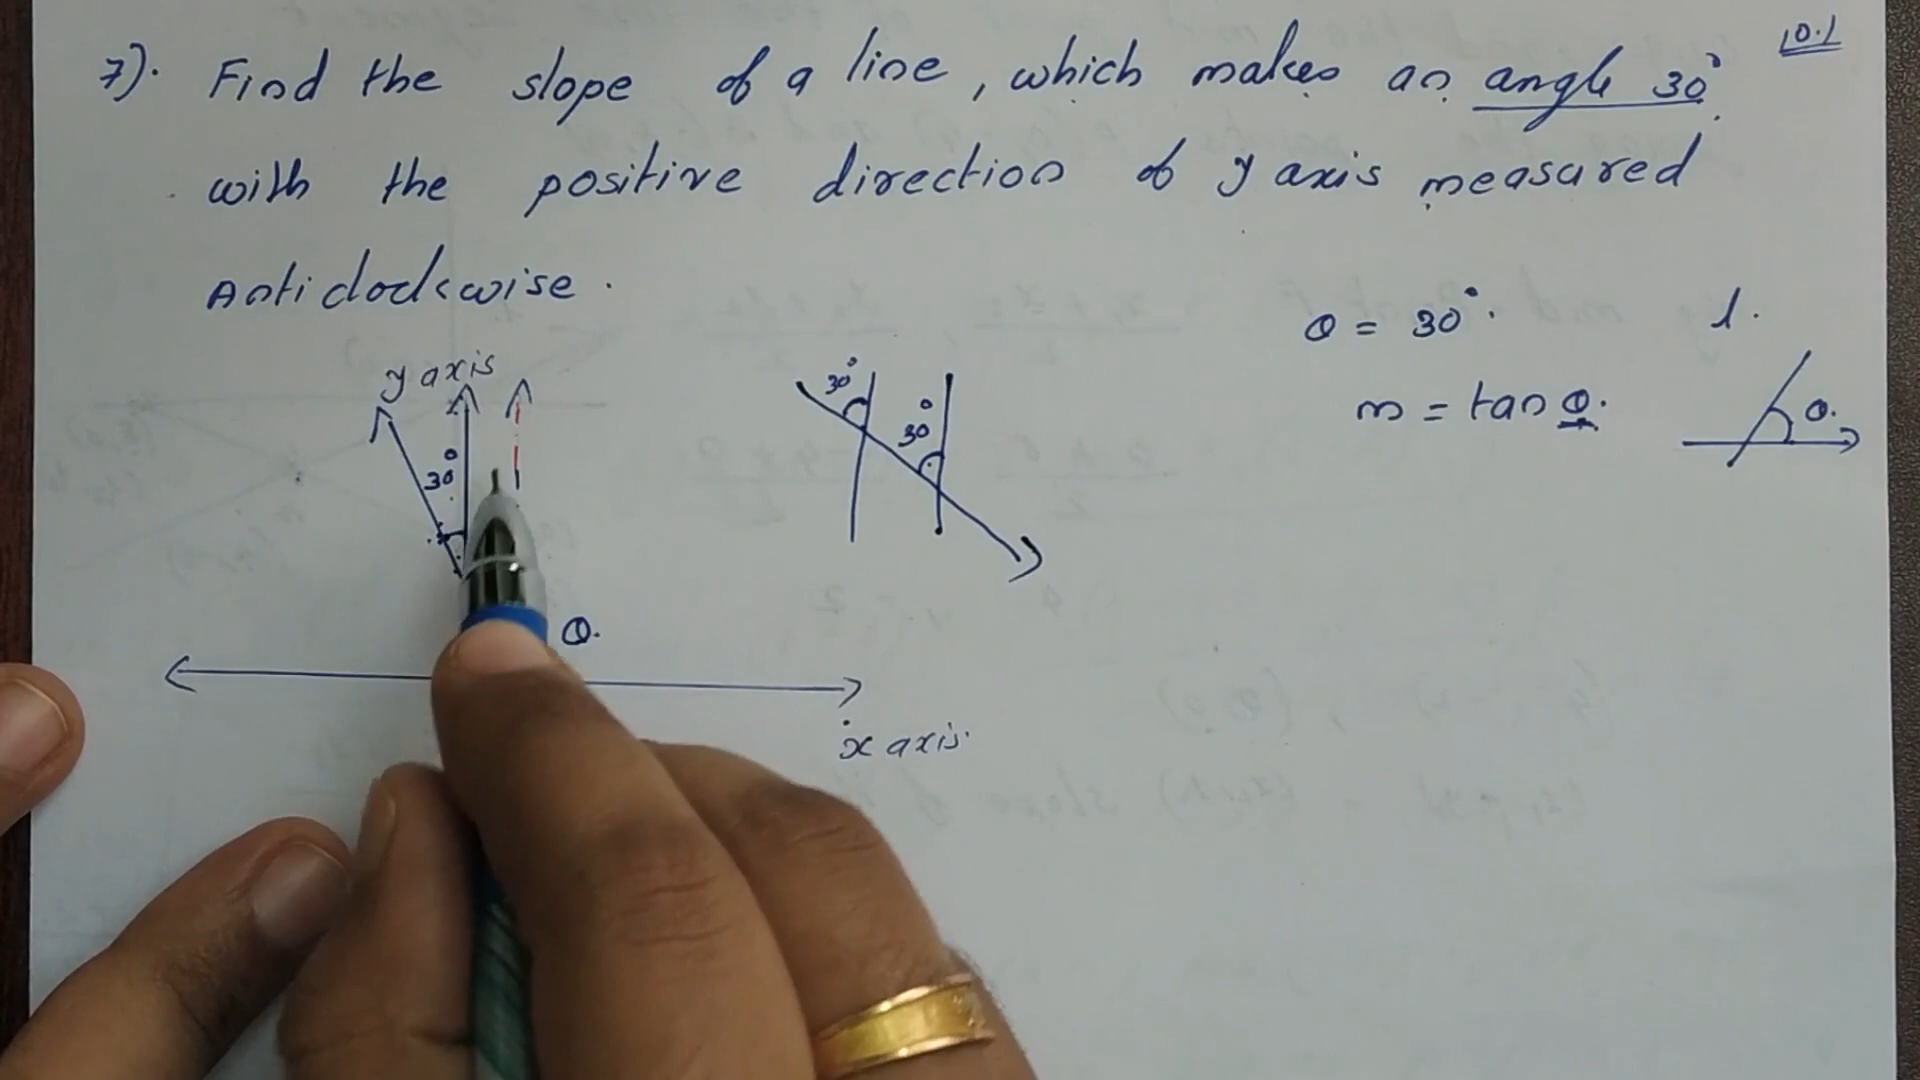 10.1
7). Find the slope of a line, which makes an angle 30°
with the positive direction of y axis measured
Anticlockwise.
θ = 30°.
l.
m = tan θ.
θ.
y axis
30°
30°
30°
θ.
x axis.